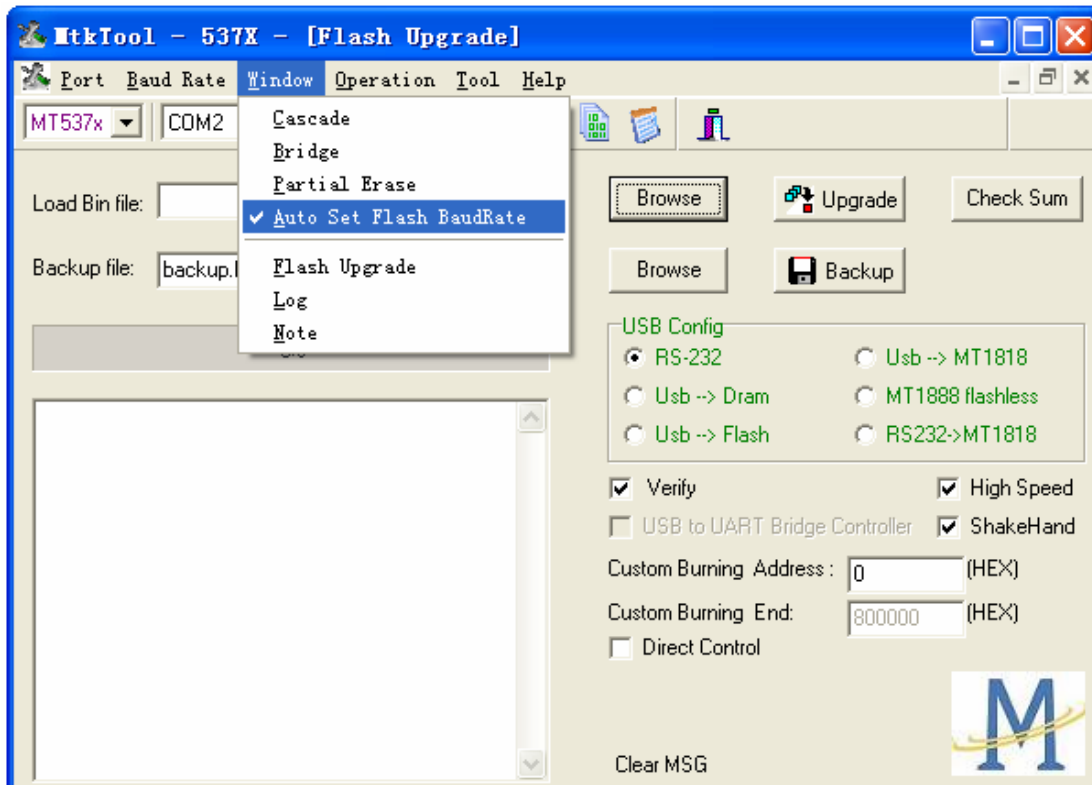 MtkTool - 537X - [Flash Upgrade]
Port Baud Rate Window Operation Tool Help
MT537x COM2
Cascade
Bridge
Partial Erase
Auto Set Flash BaudRate
Flash Upgrade
Log
Note
Load Bin file: Browse Upgrade Check Sum
Backup file: backup. Browse Backup
USB Config
RS-232 Usb --> MT1818
Usb --> Dram MT1888 flashless
Usb --> Flash RS232->MT1818
Verify High Speed
USB to UART Bridge Controller ShakeHand
Custom Burning Address : 0 (HEX)
Custom Burning End: 800000 (HEX)
Direct Control
M
Clear MSG